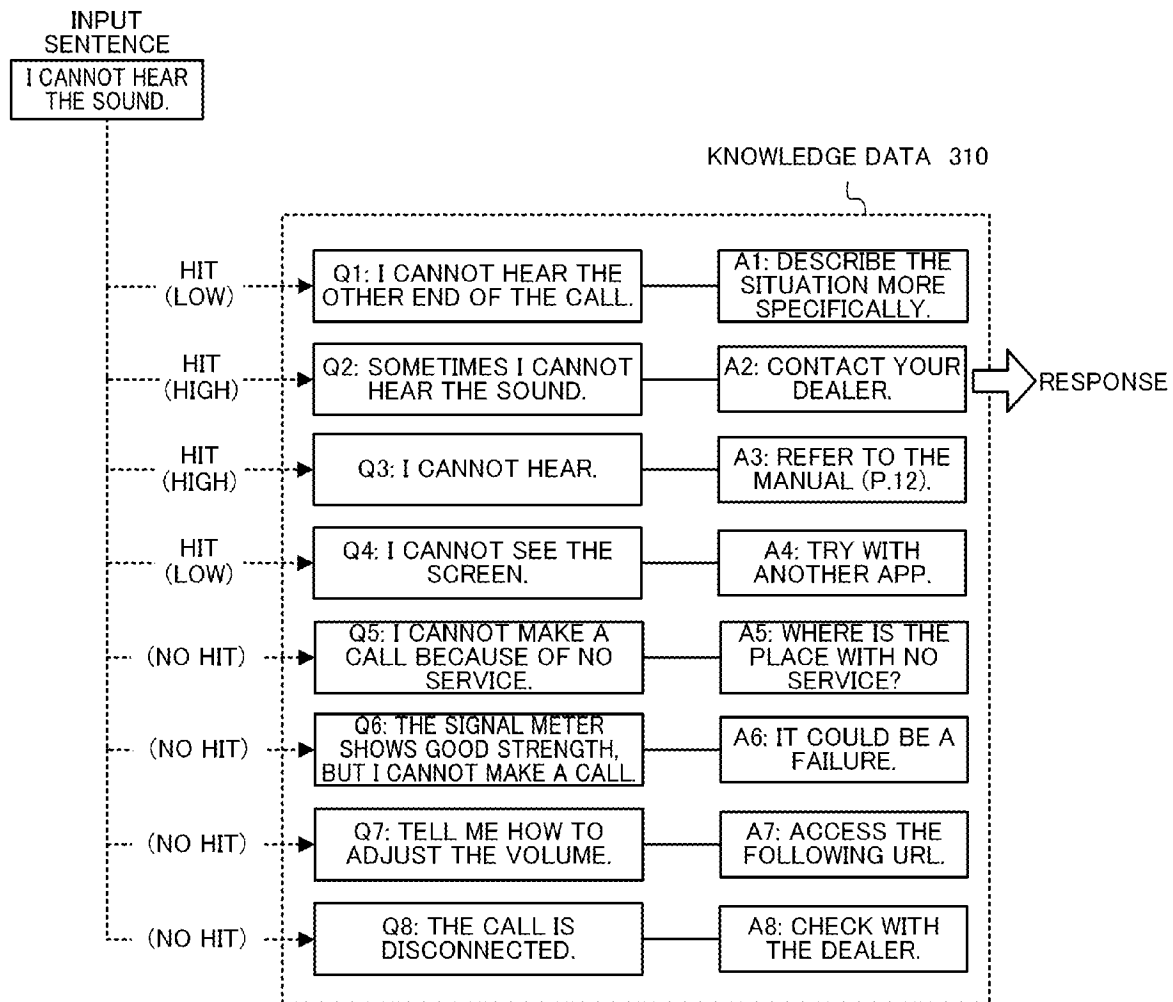 INPUT
SENTENCE
I CANNOT HEAR
THE SOUND.
KNOWLEDGE DATA 310
HIT
(LOW)
Q1: I CANNOT HEAR THE
OTHER END OF THE CALL.
A1: DESCRIBE THE
SITUATION MORE
SPECIFICALLY.
HIT
(HIGH)
Q2: SOMETIMES I CANNOT
HEAR THE SOUND.
A2: CONTACT YOUR
DEALER.
RESPONSE
HIT
(HIGH)
Q3: I CANNOT HEAR.
A3: REFER TO THE
MANUAL (P.12).
HIT
(LOW)
Q4: I CANNOT SEE THE
SCREEN.
A4: TRY WITH
ANOTHER APP.
(NO HIT)
Q5: I CANNOT MAKE A
CALL BECAUSE OF NO
SERVICE.
A5: WHERE IS THE
PLACE WITH NO
SERVICE?
(NO HIT)
Q6: THE SIGNAL METER
SHOWS GOOD STRENGTH,
BUT I CANNOT MAKE A CALL.
A6: IT COULD BE A
FAILURE.
(NO HIT)
Q7: TELL ME HOW TO
ADJUST THE VOLUME.
A7: ACCESS THE
FOLLOWING URL.
(NO HIT)
Q8: THE CALL IS
DISCONNECTED.
A8: CHECK WITH
THE DEALER.